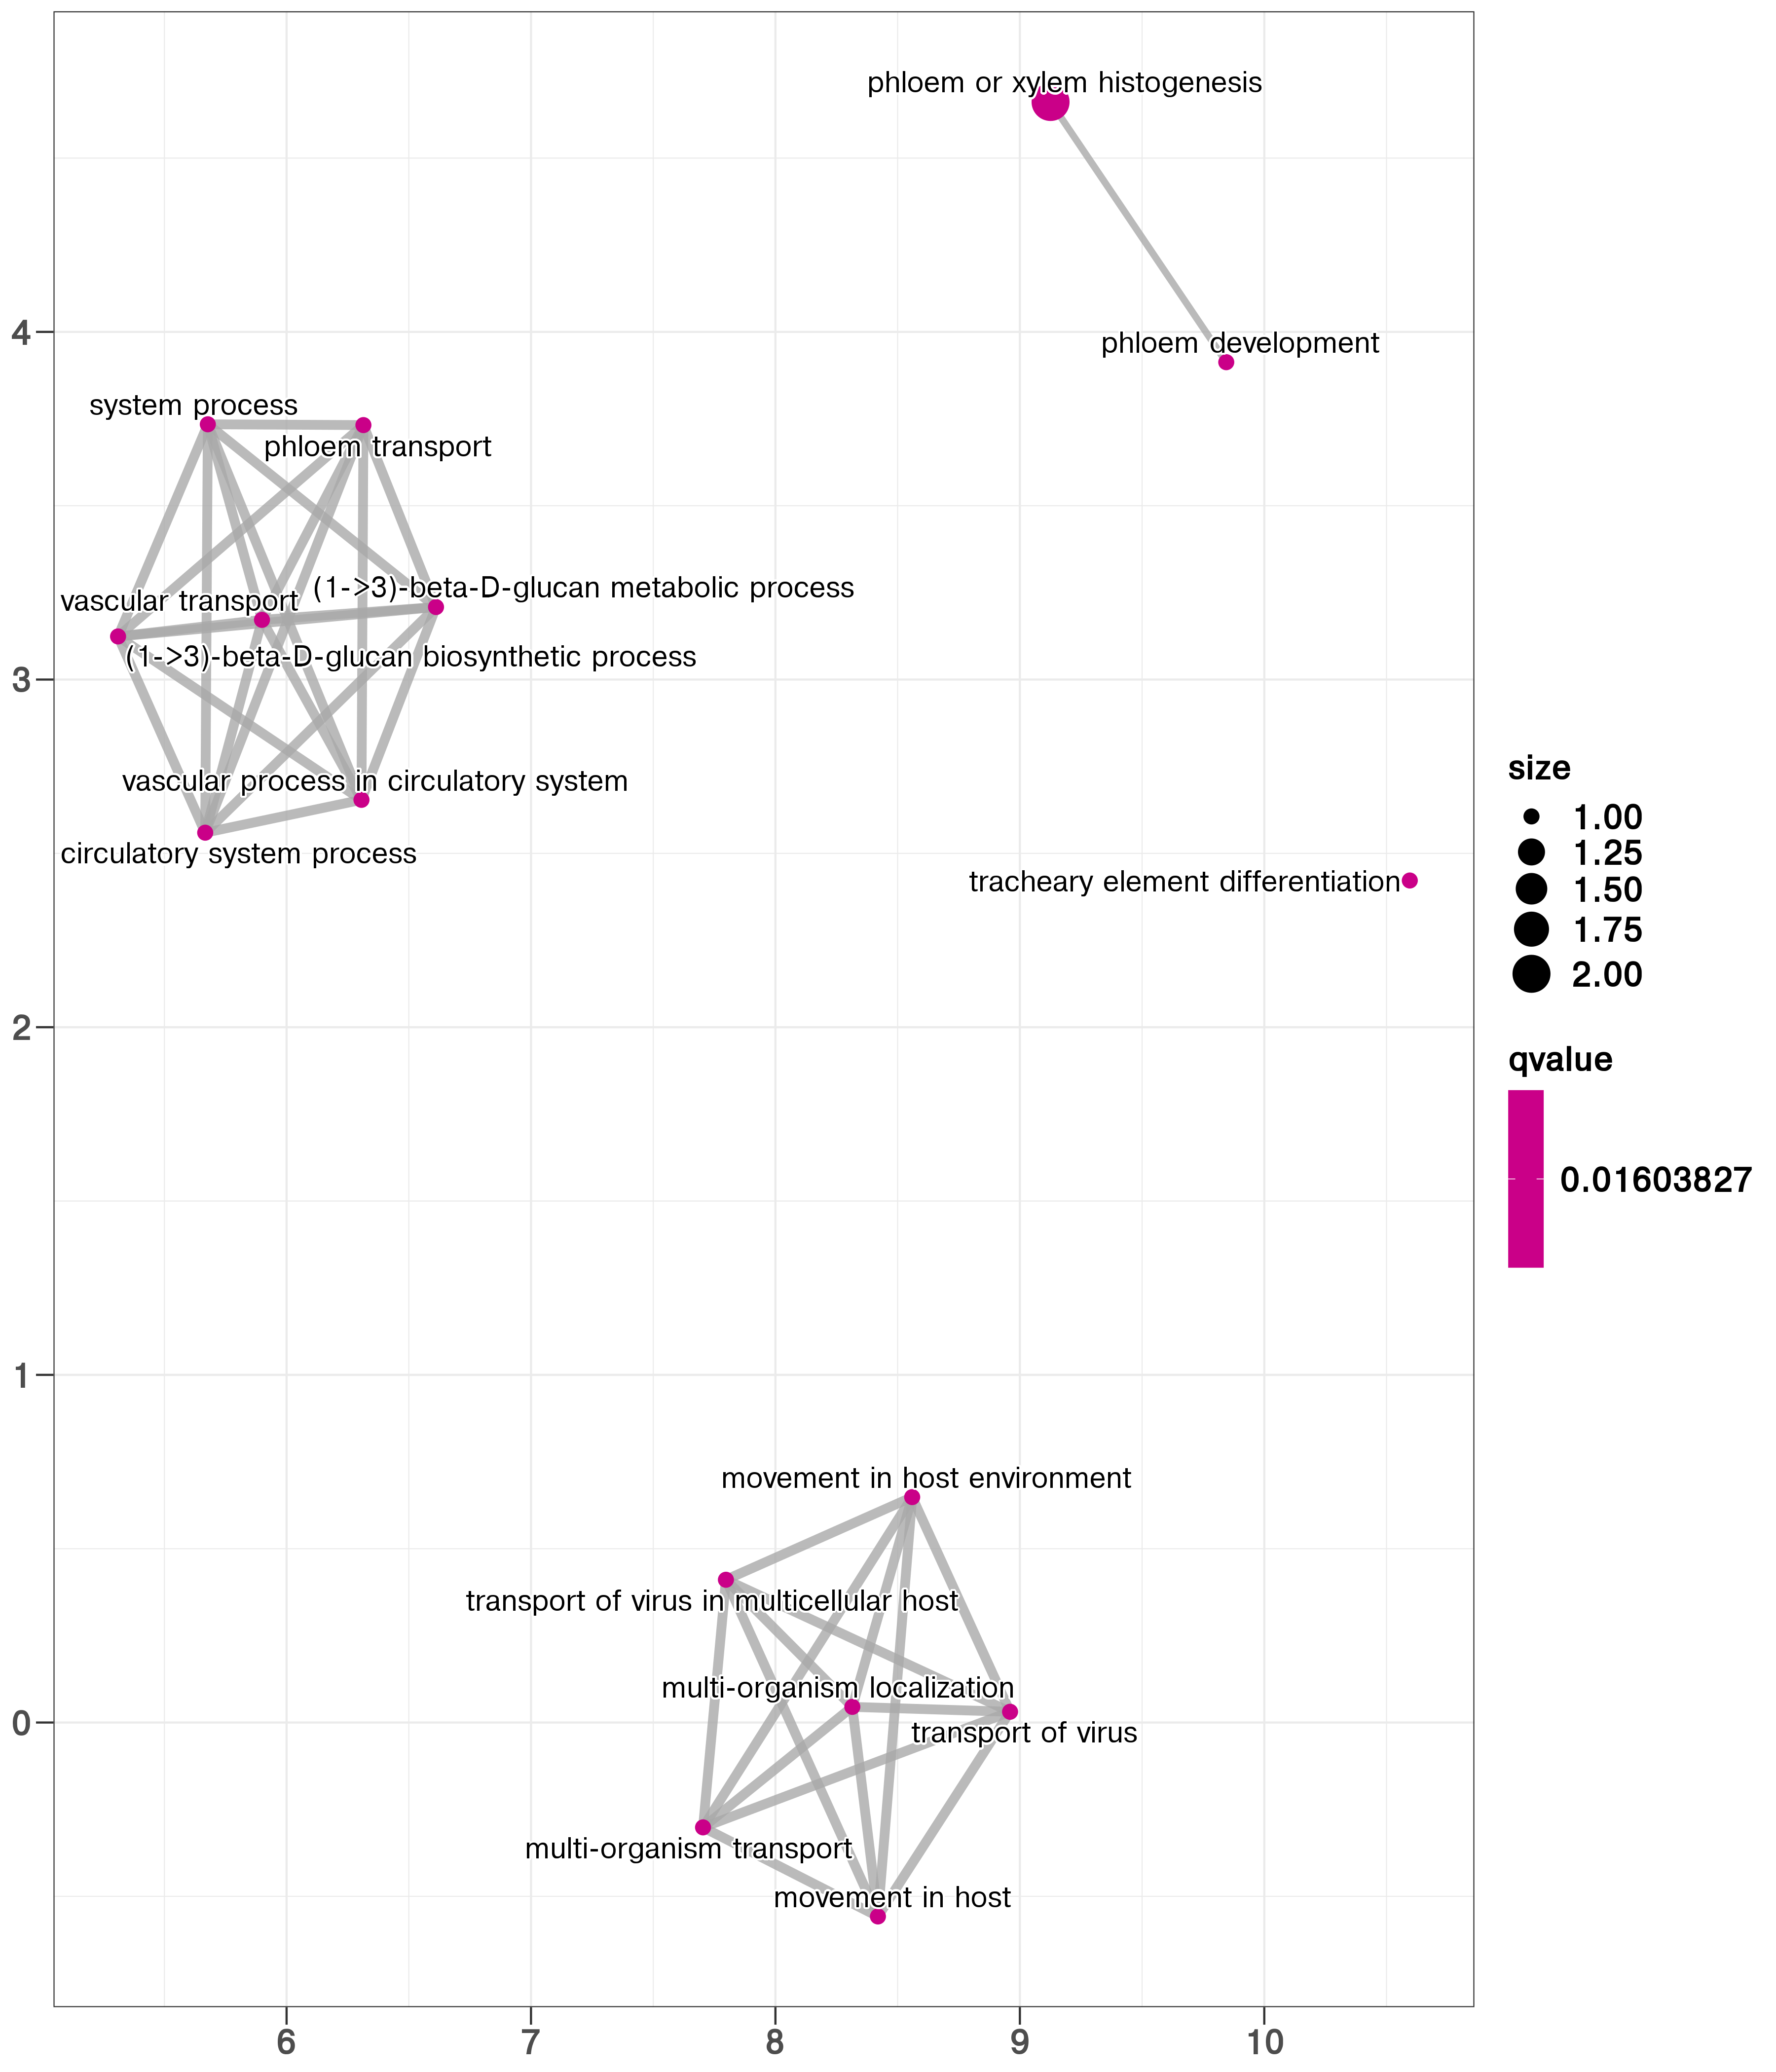 phloem or xylem histogenesis
4
phloem development
system process
phloem transport
(1->3)-beta-D-glucan metabolic process
vascular transport
(1->3)-beta-D-glucan biosynthetic process
3
vascular process in circulatory system
circulatory system process
tracheary element differentiation
2
1
movement in host environment
transport of virus in multicellular host
multi-organism localization
0
transport of virus
multi-organism transport
movement in host
6 7 8 9 10
size
1.00
1.25
1.50
1.75
2.00
qvalue
0.01603827